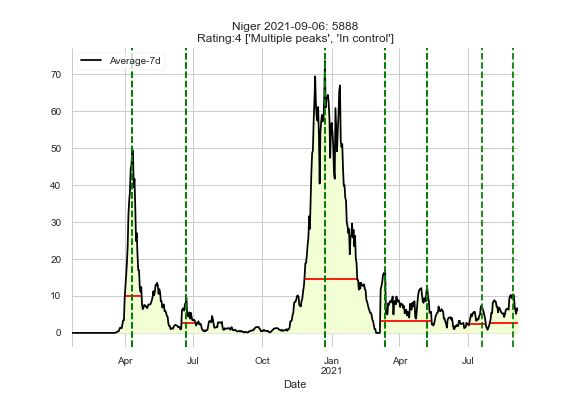 Niger 2021-09-06: 5888
Rating:4 ['Multiple peaks', 'In control']
Average-7d
70
60
50
40
30
20
10
0
Apr
Jul
Oct
Jan
2021
Apr
Jul
Date